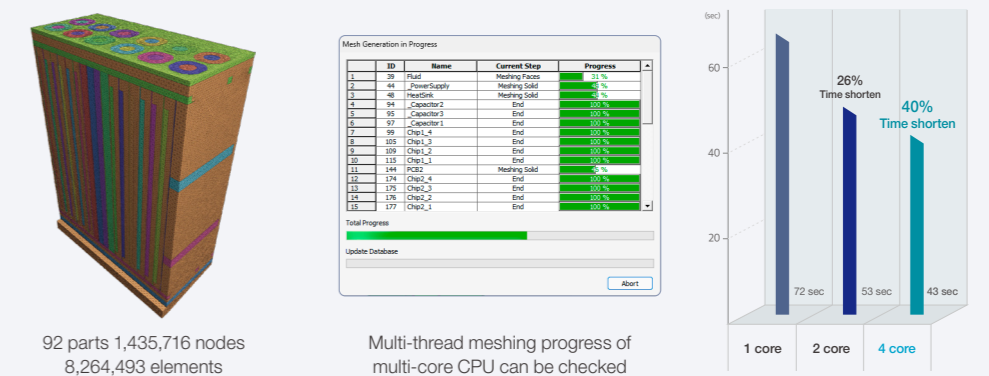 92 parts 1,435,716 nodes
8,264,493 elements
Mesh Generation in Progress
ID Name Current Step Progress
1 39 Fluid Meshing Faces 31 %
2 44 _PowerSupply Meshing Solid 45 %
3 48 HeatSink Meshing Solid 45 %
4 94 _Capacitor2 End 100 %
5 95 _Capacitor3 End 100 %
6 97 _Capacitor1 End 100 %
7 99 Chip1_4 End 100 %
8 105 Chip1_3 End 100 %
9 109 Chip1_2 End 100 %
10 115 Chip1_1 End 100 %
11 144 PCB2 Meshing Solid 45 %
12 174 Chip2_4 End 100 %
13 175 Chip2_3 End 100 %
14 176 Chip2_2 End 100 %
15 177 Chip2_1 End 100 %
Total Progress
Update Database
Abort
Multi-thread meshing progress of
multi-core CPU can be checked
(sec)
60
40
20
26%
Time shorten
40%
Time shorten
72 sec
53 sec
43 sec
1 core
2 core
4 core